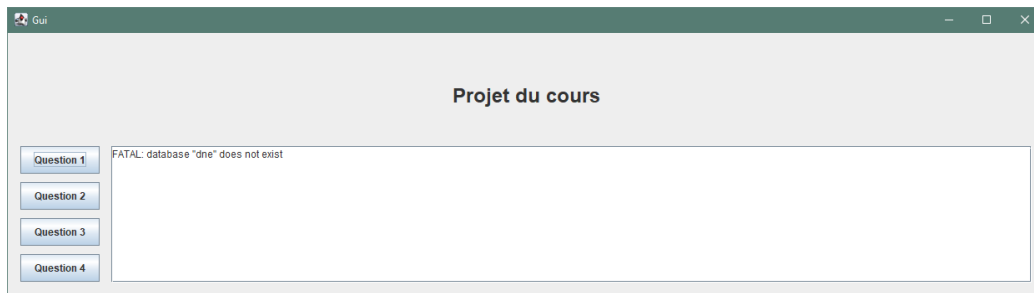 Gui
Projet du cours
Question 1
FATAL: database "dne" does not exist
Question 2
Question 3
Question 4